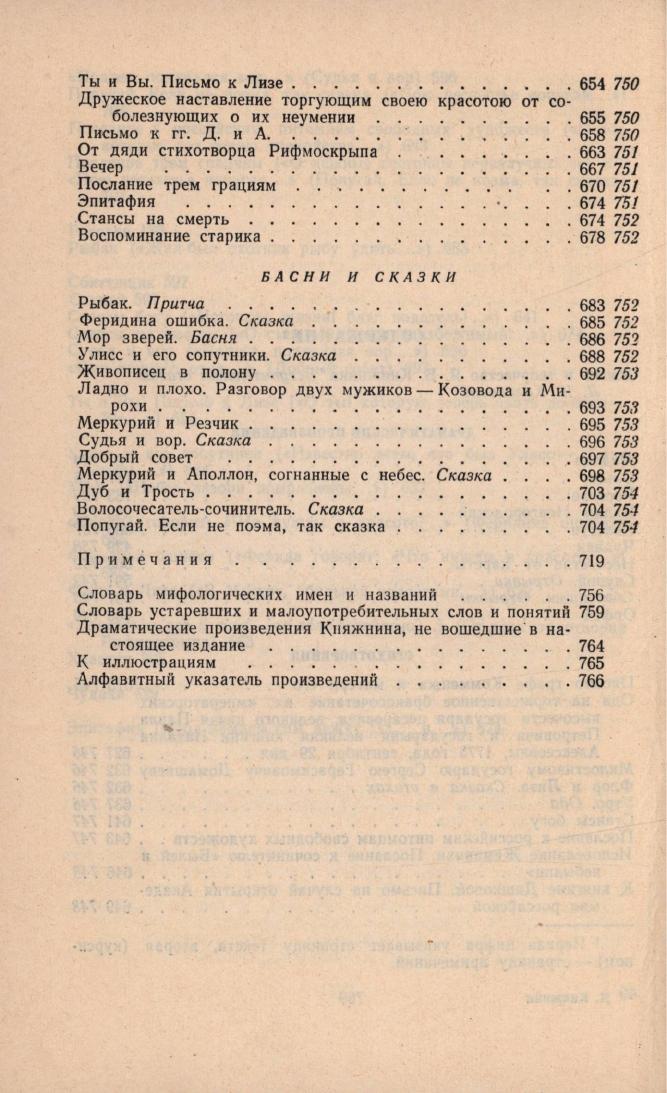 Ты и Вы. Письмо к Лизе . . . . . . . . . . . . . . . 654 750
Дружеское наставление торгующим своею красотою от со-
болезнующих о их неумении . . . . . . . . . . . 655 750
Письмо к гг. Д. и А. . . . . . . . . . . . . . . . . 658 750
От дяди стихотворца Рифмоскрыпа . . . . . . . . . . 663 751
Вечер . . . . . . . . . . . . . . . . . . . . . . 667 751
Послание трем грациям . . . . . . . . . . . . . . . 670 751
Эпитафия . . . . . . . . . . . . . . . . . . . . . 674 751
Стансы на смерть . . . . . . . . . . . . . . . . . 674 752
Воспоминание старика . . . . . . . . . . . . . . . . 678 752
БАСНИ И СКАЗКИ
Рыбак. Притча . . . . . . . . . . . . . . . . . . 683 752
Феридина ошибка. Сказка . . . . . . . . . . . . . . 685 752
Мор зверей. Басня . . . . . . . . . . . . . . . . . 686 752
Улисс и его сопутники. Сказка . . . . . . . . . . . . 688 752
Живописец в полону . . . . . . . . . . . . . . . . . 692 753
Ладно и плохо. Разговор двух мужиков — Козовода и Ми-
рохи . . . . . . . . . . . . . . . . . . . . . . 693 753
Меркурий и Резчик . . . . . . . . . . . . . . . . . 695 753
Судья и вор. Сказка . . . . . . . . . . . . . . . . 696 753
Добрый совет . . . . . . . . . . . . . . . . . . . 697 753
Меркурий и Аполлон, согнанные с небес. Сказка . . . . 698 753
Дуб и Трость . . . . . . . . . . . . . . . . . . . . 703 754
Волосочесатель-сочинитель. Сказка . . . . . . . . . . 704 754
Попугай. Если не поэма, так сказка . . . . . . . . . 704 754
Примечания . . . . . . . . . . . . . . . . . . 719
Словарь мифологических имен и названий . . . . . . 756
Словарь устаревших и малоупотребительных слов и понятий 759
Драматические произведения Княжнина, не вошедшие в на-
стоящее издание . . . . . . . . . . . . . . . . 764
К иллюстрациям . . . . . . . . . . . . . . . . . 765
Алфавитный указатель произведений . . . . . . . . . . 766